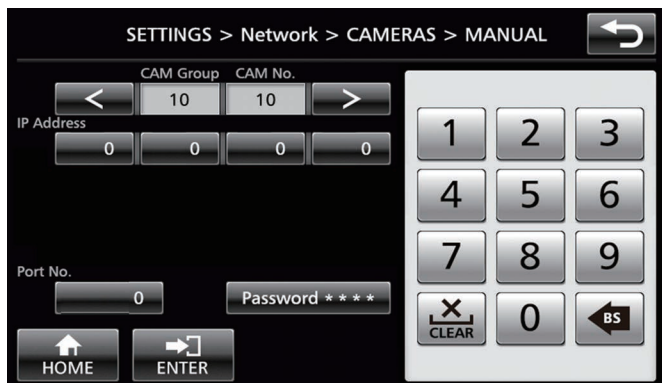 SETTINGS > Network > CAMERAS > MANUAL
CAM Group CAM No.
< 10 10 >
IP Address
0 0 0 0
Port No.
0 Password * * * *
HOME ENTER
1 2 3
4 5 6
7 8 9
CLEAR 0 BS